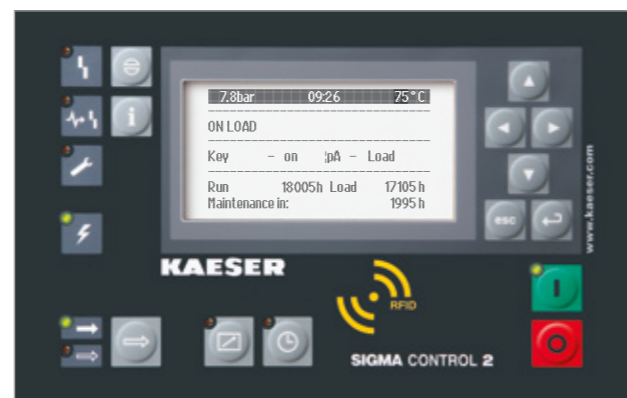 7.8bar 09:26 75°C
ON LOAD
Key - on pA - Load
Run 18005h Load 17105h
Maintenance in: 1995h
esc
www.kaeser.com
KAESER
RFID
SIGMA CONTROL 2